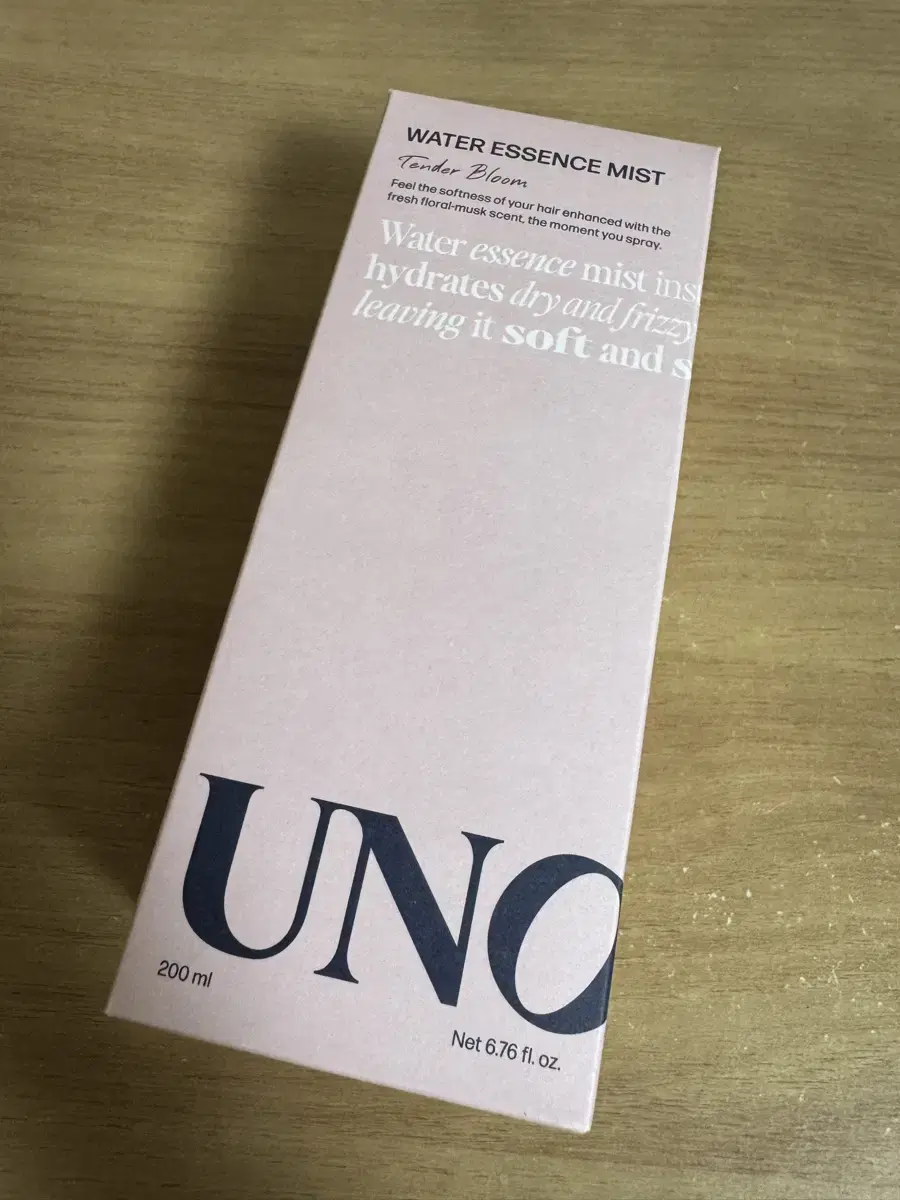 WATER ESSENCE MIST
Tender Bloom
Feel the softness of your hair enhanced with the
fresh floral-musk scent, the moment you spray.
Water essence mist ins
hydrates dry and frizzy
leaving it soft and s
UNO
200 ml
Net 6.76 fl. oz.